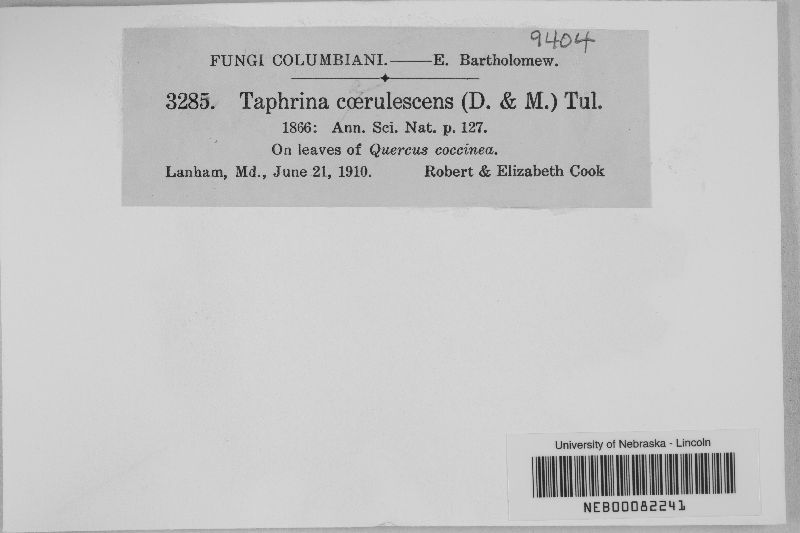 9404
FUNGI COLUMBIANI.——E. Bartholomew.
3285. Taphrina cœrulescens (D. & M.) Tul.
1866: Ann. Sci. Nat. p. 127.
On leaves of Quercus coccinea.
Lanham, Md., June 21, 1910. Robert & Elizabeth Cook
University of Nebraska - Lincoln
NEB00082241